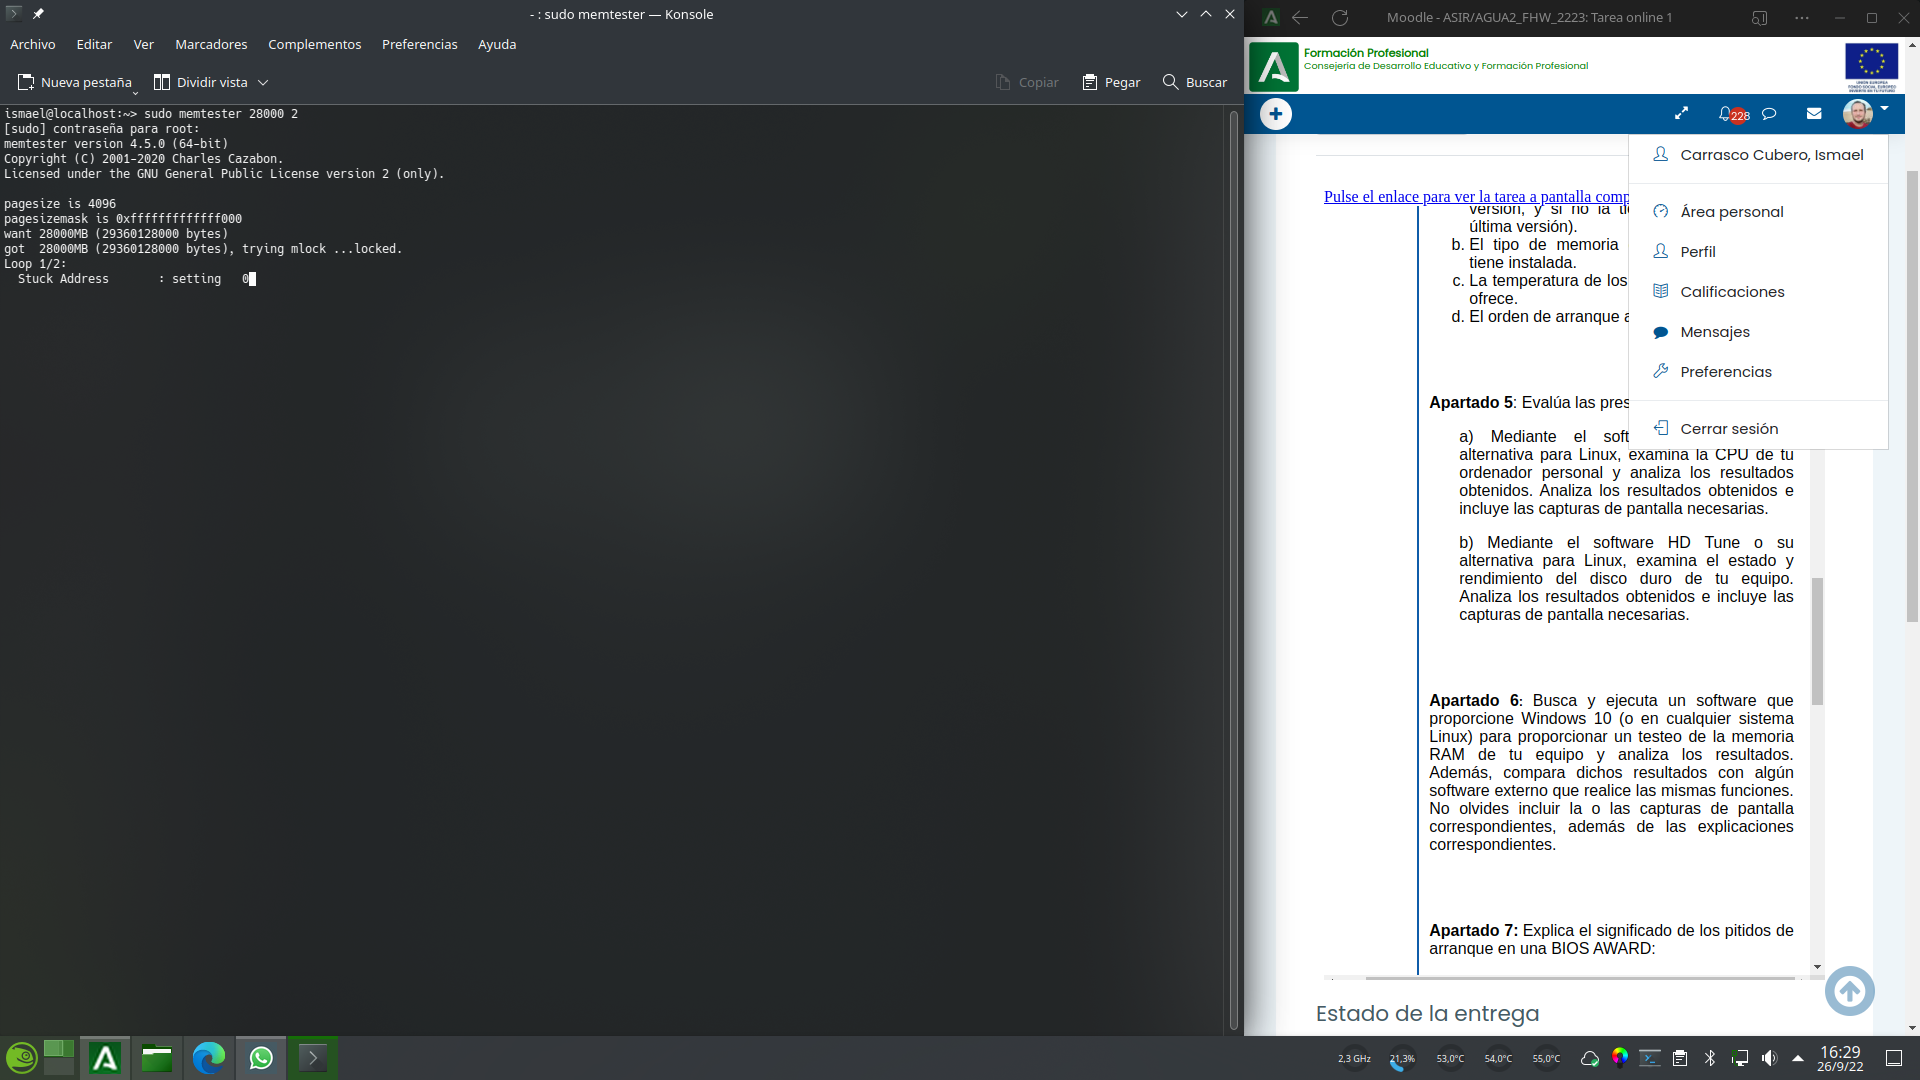 - : sudo memtester — Konsole
Archivo Editar Ver Marcadores Complementos Preferencias Ayuda
Nueva pestaña Dividir vista Copiar Pegar Buscar
ismael@localhost:~> sudo memtester 28000 2
[sudo] contraseña para root:
memtester version 4.5.0 (64-bit)
Copyright (C) 2001-2020 Charles Cazabon.
Licensed under the GNU General Public License version 2 (only).
pagesize is 4096
pagesizemask is 0xfffffffffffff000
want 28000MB (29360128000 bytes)
got  28000MB (29360128000 bytes), trying mlock ...locked.
Loop 1/2:
Stuck Address       : setting   0
Moodle - ASIR/AGUA2_FHW_2223: Tarea online 1
Formación Profesional
Consejería de Desarrollo Educativo y Formación Profesional
228
Carrasco Cubero, Ismael
Área personal
Perfil
Calificaciones
Mensajes
Preferencias
Cerrar sesión
Pulse el enlace para ver la tarea a pantalla comp
versión, y si no la
última versión).
b. El tipo de memoria
tiene instalada.
c. La temperatura de los
ofrece.
d. El orden de arranque a
Apartado 5: Evalúa las pres
a) Mediante el soft
alternativa para Linux, examina la CPU de tu
ordenador personal y analiza los resultados
obtenidos. Analiza los resultados obtenidos e
incluye las capturas de pantalla necesarias.
b) Mediante el software HD Tune o su
alternativa para Linux, examina el estado y
rendimiento del disco duro de tu equipo.
Analiza los resultados obtenidos e incluye las
capturas de pantalla necesarias.
Apartado 6: Busca y ejecuta un software que
proporcione Windows 10 (o en cualquier sistema
Linux) para proporcionar un testeo de la memoria
RAM de tu equipo y analiza los resultados.
Además, compara dichos resultados con algún
software externo que realice las mismas funciones.
No olvides incluir la o las capturas de pantalla
correspondientes, además de las explicaciones
correspondientes.
Apartado 7: Explica el significado de los pitidos de
arranque en una BIOS AWARD:
Estado de la entrega
2,3 GHz 21,3% 53,0°C 54,0°C 55,0°C 16:29
26/9/22